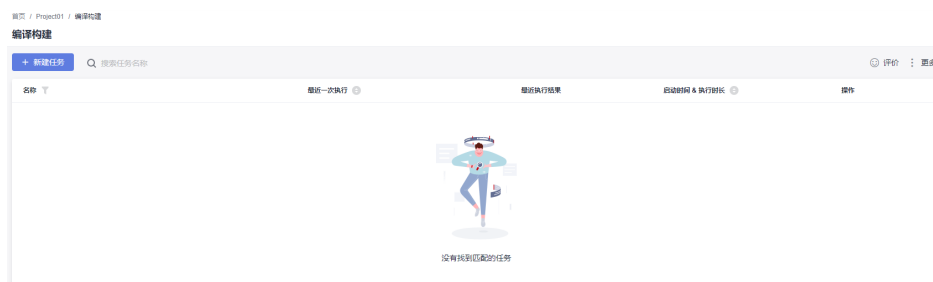 首页 / Project01 / 编译构建
编译构建
+ 新建任务 搜索任务名称 评价 更多
名称 最近一次执行 最近执行结果 启动时间 & 执行时长 操作
没有找到匹配的任务